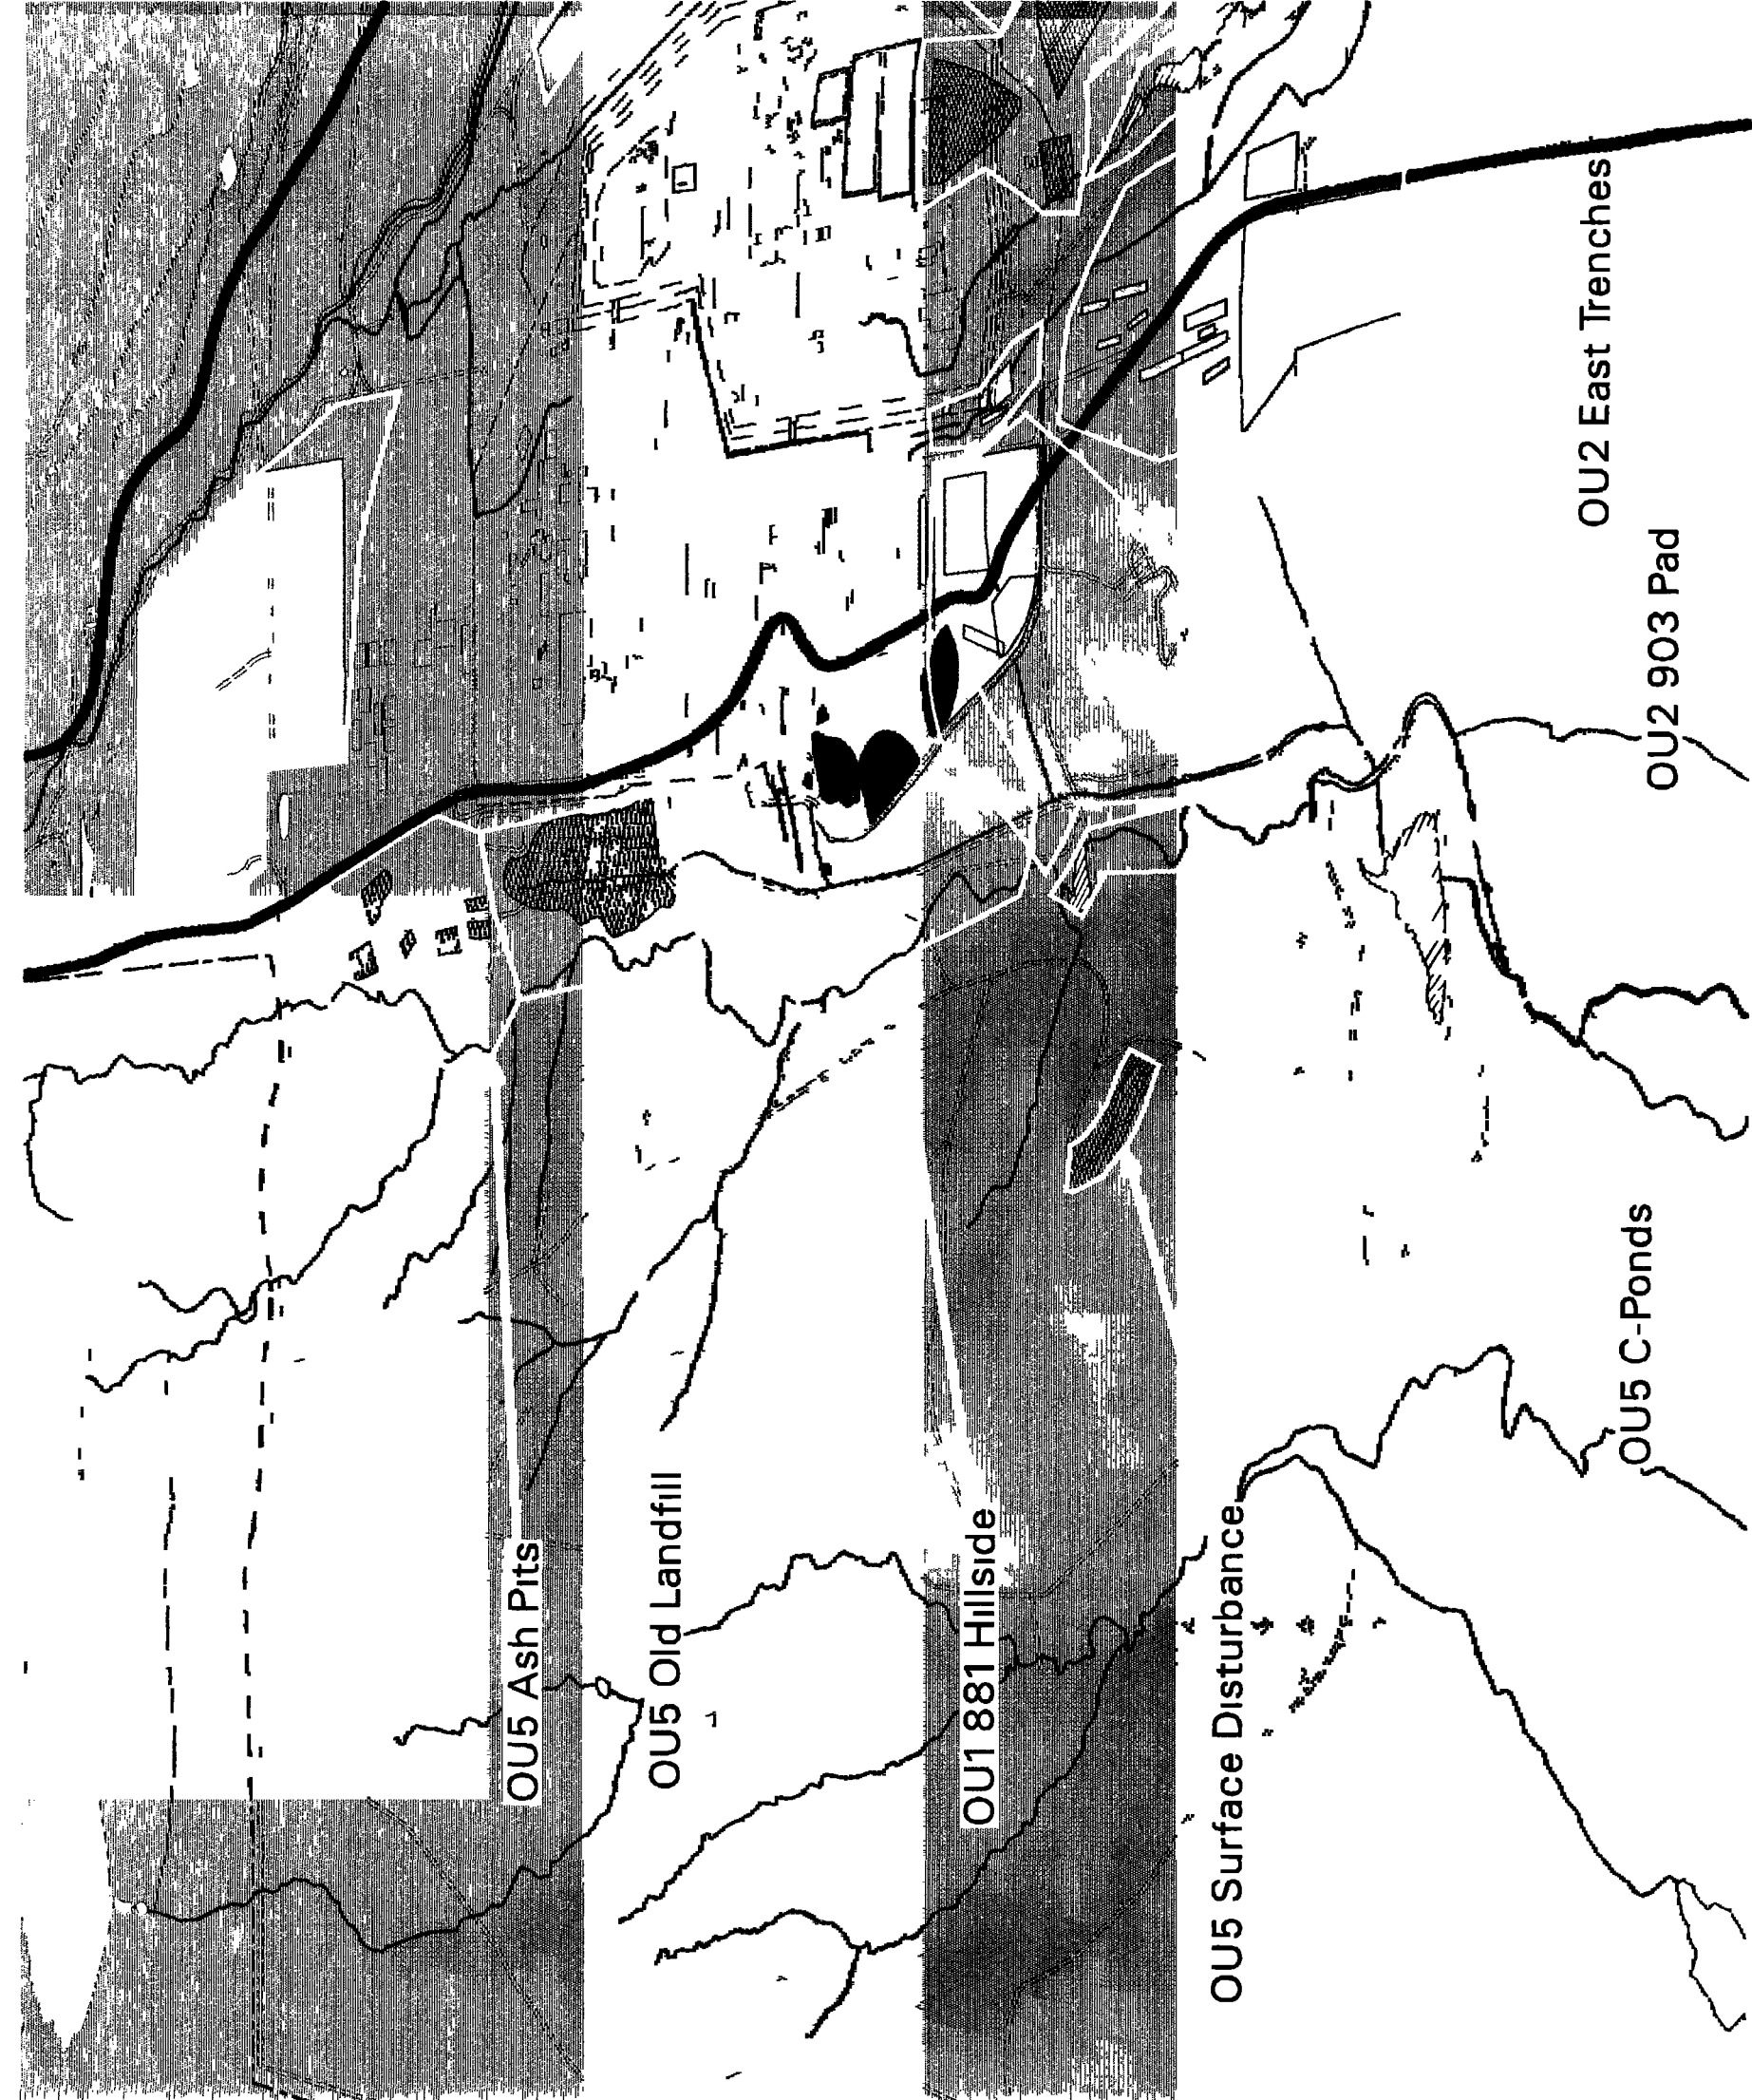 OU5 Ash Pits
OU5 Old Landfill
OU1 881 Hillside
OU5 Surface Disturbance
OU5 C-Ponds
OU2 903 Pad
OU2 East Trenches